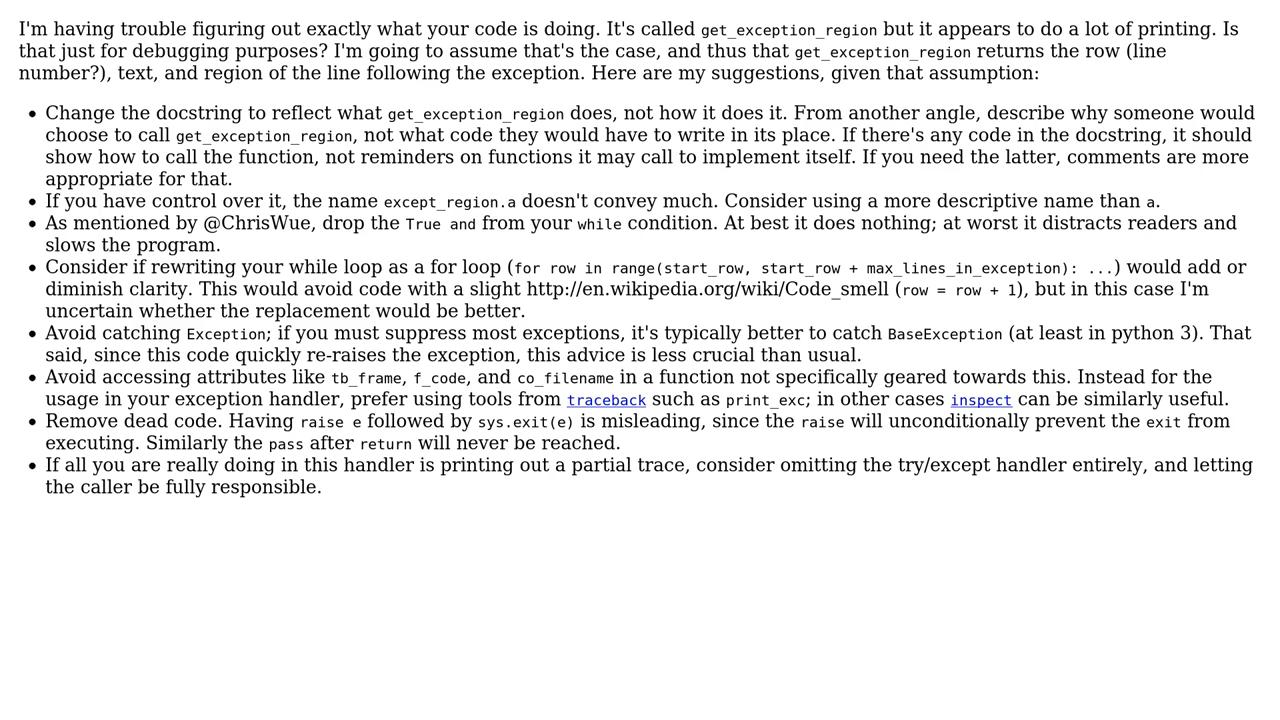 I'm having trouble figuring out exactly what your code is doing. It's called get_exception_region but it appears to do a lot of printing. Is
that just for debugging purposes? I'm going to assume that's the case, and thus that get_exception_region returns the row (line
number?), text, and region of the line following the exception. Here are my suggestions, given that assumption:
• Change the docstring to reflect what get_exception_region does, not how it does it. From another angle, describe why someone would
choose to call get_exception_region, not what code they would have to write in its place. If there's any code in the docstring, it should
show how to call the function, not reminders on functions it may call to implement itself. If you need the latter, comments are more
appropriate for that.
• If you have control over it, the name except_region.a doesn't convey much. Consider using a more descriptive name than a.
• As mentioned by @ChrisWue, drop the True and from your while condition. At best it does nothing; at worst it distracts readers and
slows the program.
• Consider if rewriting your while loop as a for loop (for row in range(start_row, start_row + max_lines_in_exception): ...) would add or
diminish clarity. This would avoid code with a slight http://en.wikipedia.org/wiki/Code_smell (row = row + 1), but in this case I'm
uncertain whether the replacement would be better.
• Avoid catching Exception; if you must suppress most exceptions, it's typically better to catch BaseException (at least in python 3). That
said, since this code quickly re-raises the exception, this advice is less crucial than usual.
• Avoid accessing attributes like tb_frame, f_code, and co_filename in a function not specifically geared towards this. Instead for the
usage in your exception handler, prefer using tools from traceback such as print_exc; in other cases inspect can be similarly useful.
• Remove dead code. Having raise e followed by sys.exit(e) is misleading, since the raise will unconditionally prevent the exit from
executing. Similarly the pass after return will never be reached.
• If all you are really doing in this handler is printing out a partial trace, consider omitting the try/except handler entirely, and letting
the caller be fully responsible.